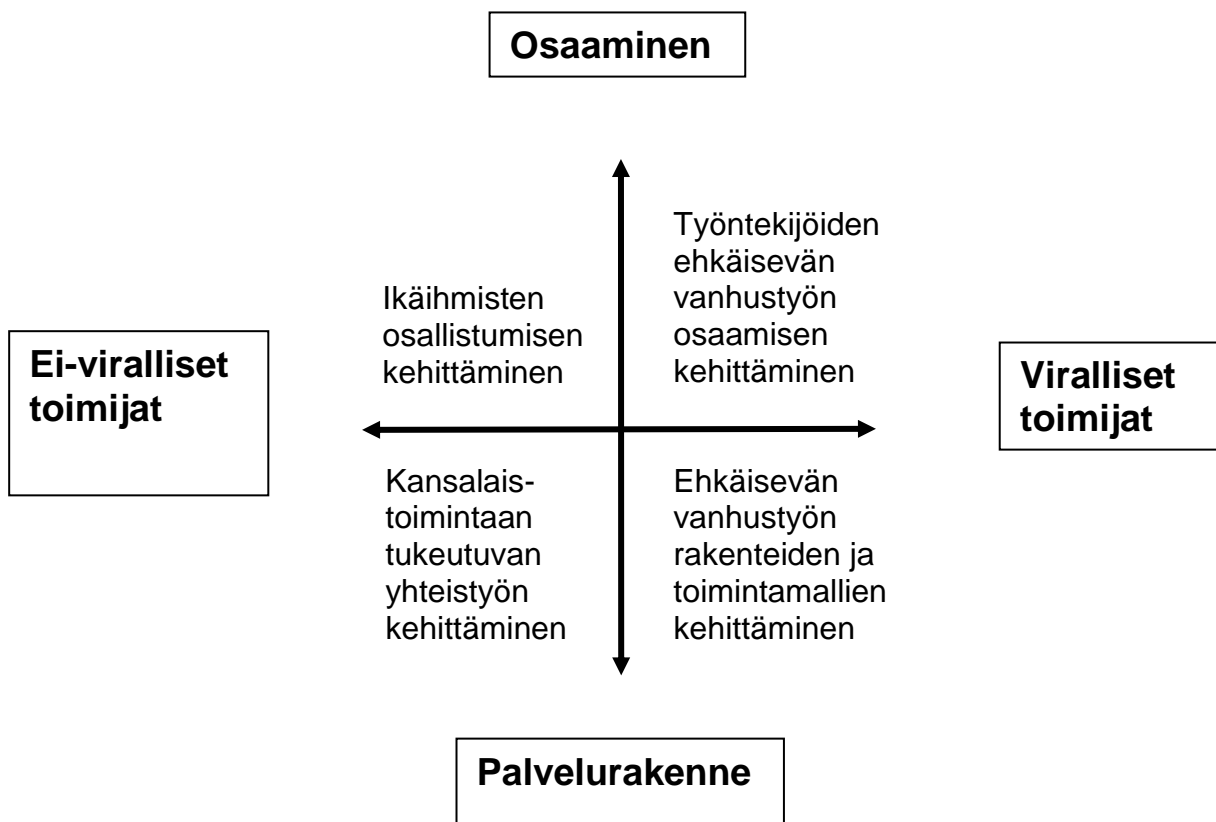 Osaaminen
Ikäihmisten
osallistumisen
kehittäminen
Työntekijöiden
ehkäisevän
vanhustyön
osaamisen
kehittäminen
Ei-viralliset
toimijat
Viralliset
toimijat
Kansalais-
toimintaan
tukeutuvan
yhteistyön
kehittäminen
Ehkäisevän
vanhustyön
rakenteiden ja
toimintamallien
kehittäminen
Palvelurakenne